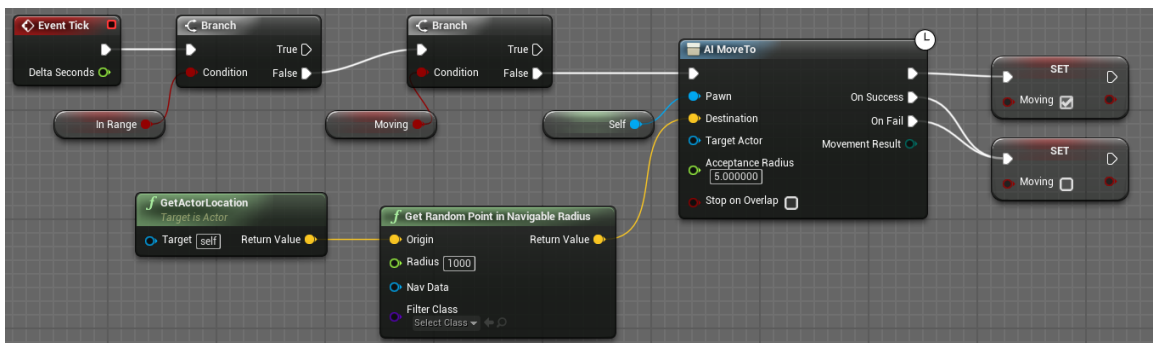 Event Tick
Delta Seconds
Branch
True
Condition
False
Branch
True
Condition
False
In Range
Moving
Self
AI MoveTo
Pawn
On Success
Destination
On Fail
Target Actor
Movement Result
Acceptance Radius
5.000000
Stop on Overlap
SET
Moving
SET
Moving
f GetActorLocation
Target is Actor
Target self
Return Value
f Get Random Point in Navigable Radius
Origin
Return Value
Radius 1000
Nav Data
Filter Class
Select Class